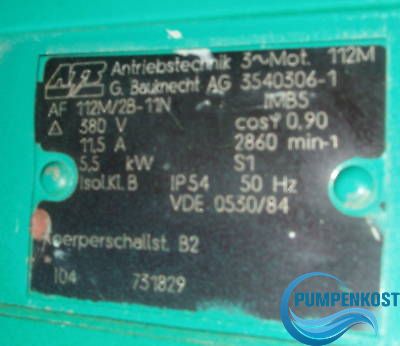 Antriebstechnik 3~Mot. 112M
G. Bauknecht AG 3540306-1
AF 112M/2B-11N IMB5
Δ 380 V cosφ 0,90
11,5 A 2860 min-1
5,5 kW S1
Isol.Kl.B IP54 50 Hz
VDE 0530/84
oerperschallst. B2
104 731829
PUMPENKOST